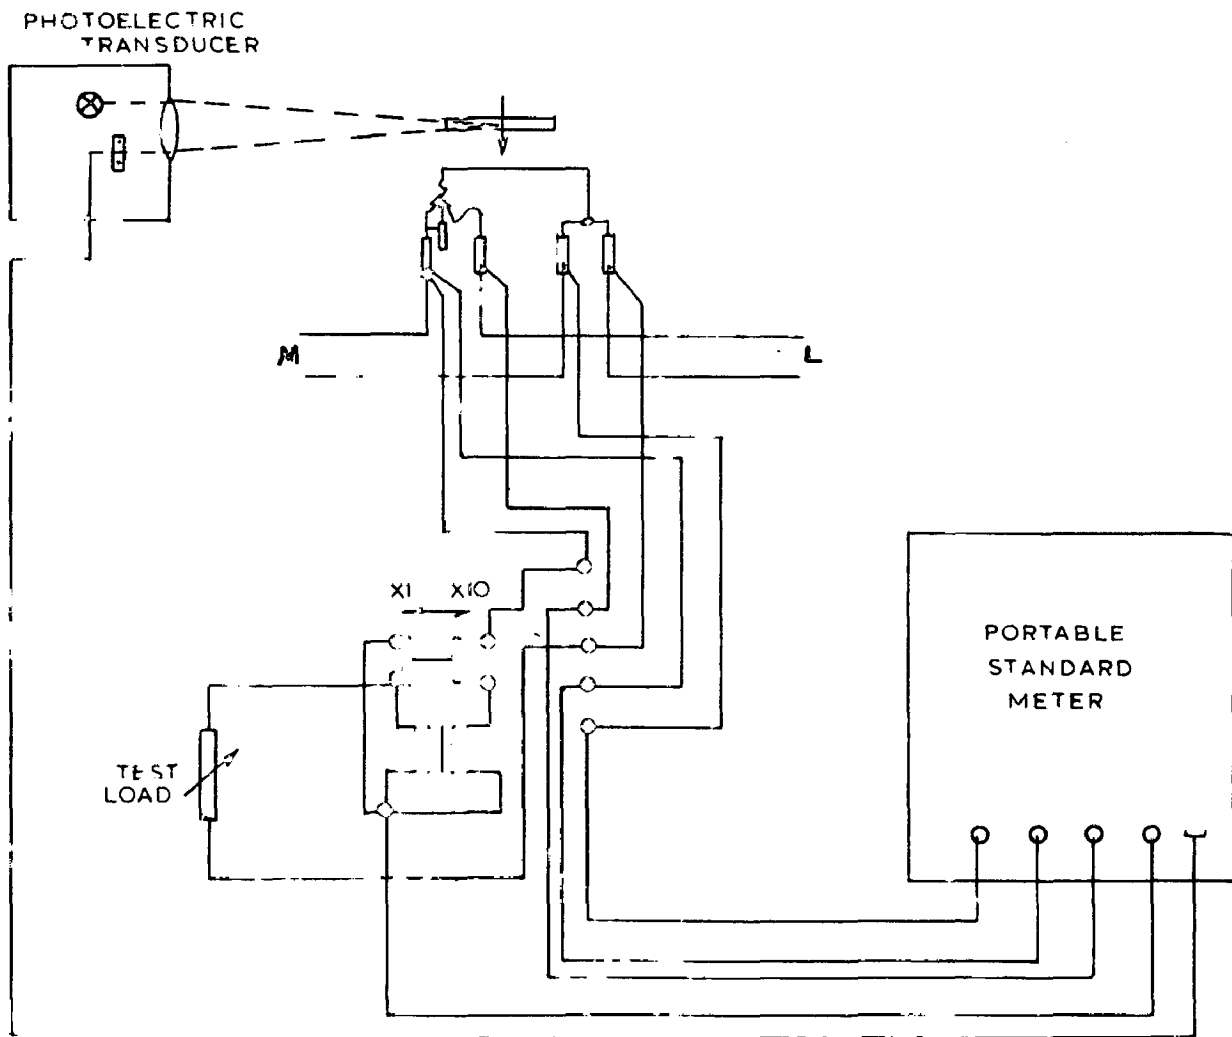 PHOTOELECTRIC
TRANSDUCER
M
L
X1 X10
PORTABLE
STANDARD
METER
TEST
LOAD